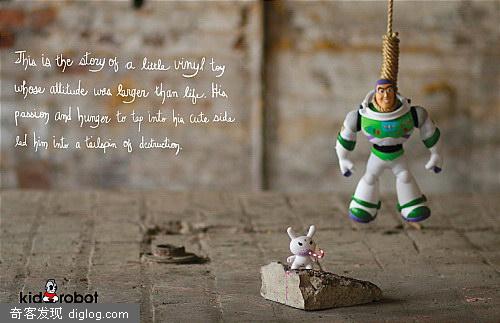 This is the story of a little vinyl toy
whose attitude was larger than life. His
passion and hunger to tap into his cute side
led him into a tailspin of destruction.
kidrobot
奇客发现 diglog.com